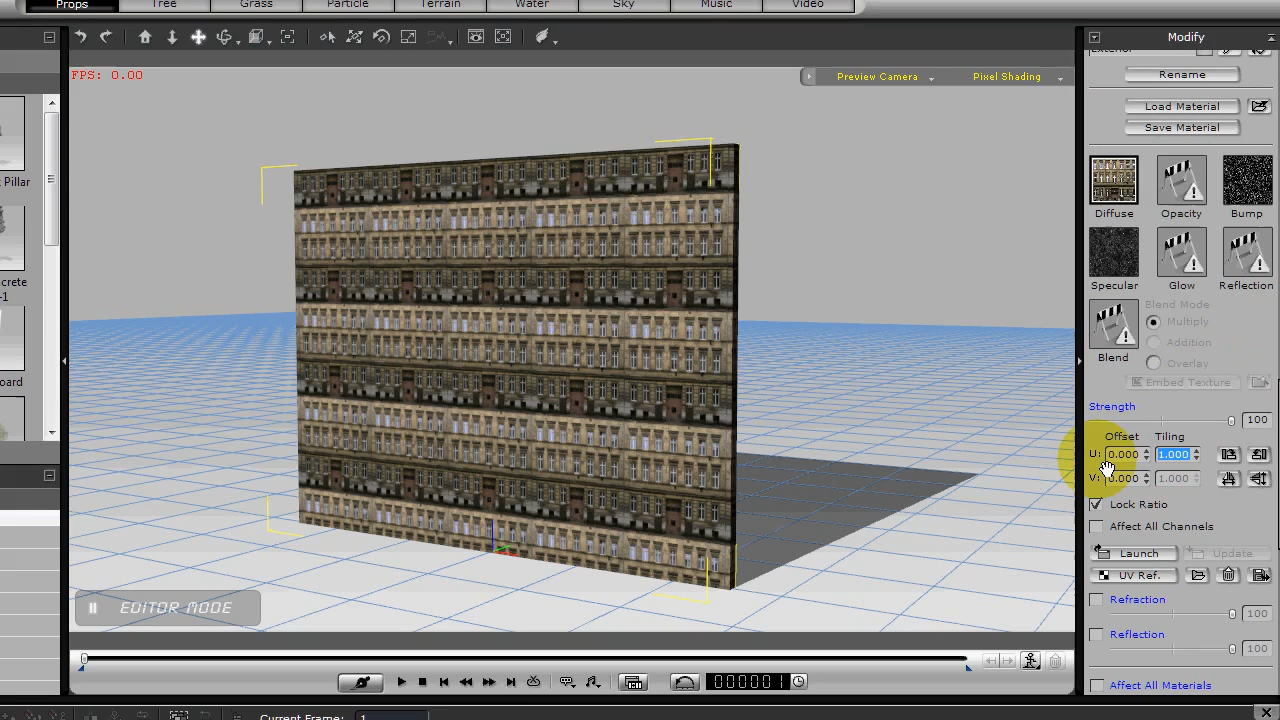 Props Tree Grass Particle Terrain Water Sky Music Video
FPS: 0.00
Preview Camera
Pixel Shading
Pillar
-1
EDITOR MODE
000001
Current Frame: 1
Modify
Exterior
Rename
Load Material
Save Material
Diffuse Opacity Bump
Specular Glow Reflection
Blend
Blend Mode
Multiply
Addition
Overlay
Embed Texture
Strength 100
Offset Tiling
U: 0.000 1.000
V: 0.000 1.000
Lock Ratio
Affect All Channels
Launch Update
UV Ref.
Refraction
100
Reflection
100
Affect All Materials